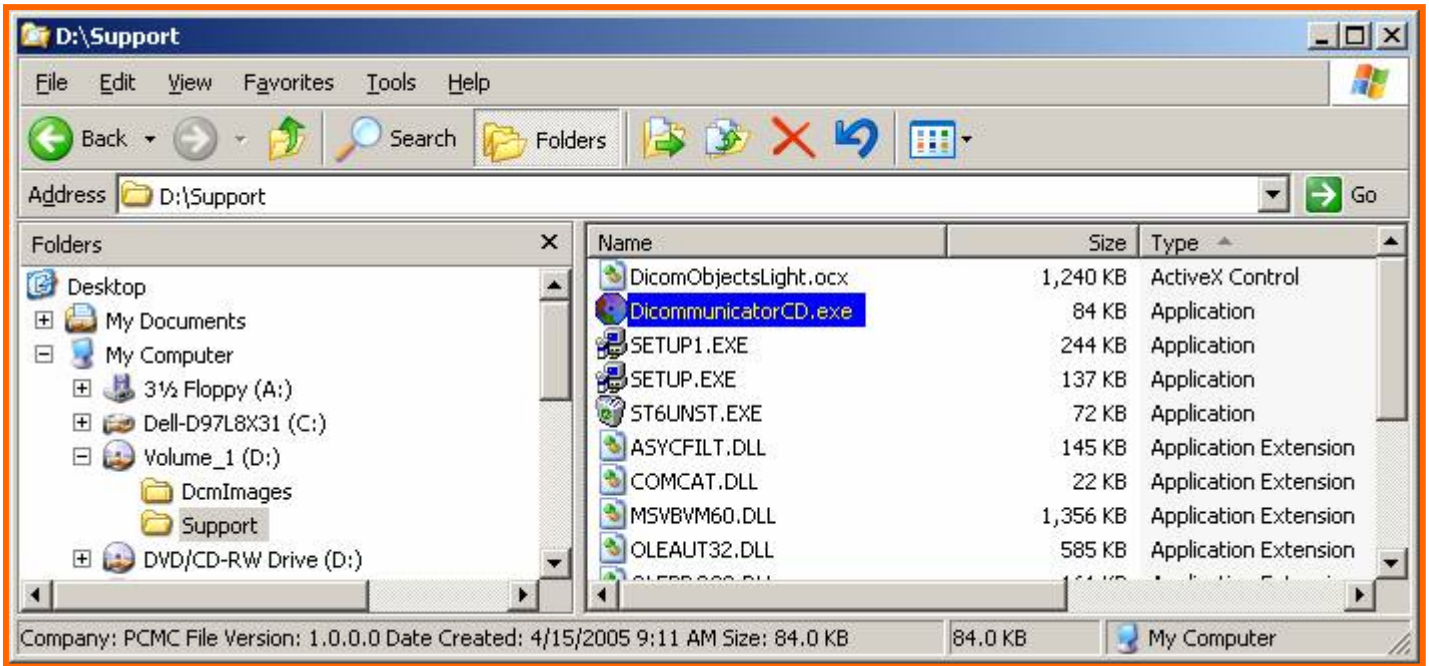 D:\Support
File Edit View Favorites Tools Help
Back Search Folders
Address D:\Support Go
Folders
Desktop
My Documents
My Computer
3½ Floppy (A:)
Dell-D97L8X31 (C:)
Volume_1 (D:)
DcmImages
Support
DVD/CD-RW Drive (D:)
Name Size Type
DicomObjectsLight.ocx 1,240 KB ActiveX Control
DicommunicatorCD.exe 84 KB Application
SETUP1.EXE 244 KB Application
SETUP.EXE 137 KB Application
ST6UNST.EXE 72 KB Application
ASYCFILT.DLL 145 KB Application Extension
COMCAT.DLL 22 KB Application Extension
MSVBVM60.DLL 1,356 KB Application Extension
OLEAUT32.DLL 585 KB Application Extension
Company: PCMC File Version: 1.0.0.0 Date Created: 4/15/2005 9:11 AM Size: 84.0 KB 84.0 KB My Computer